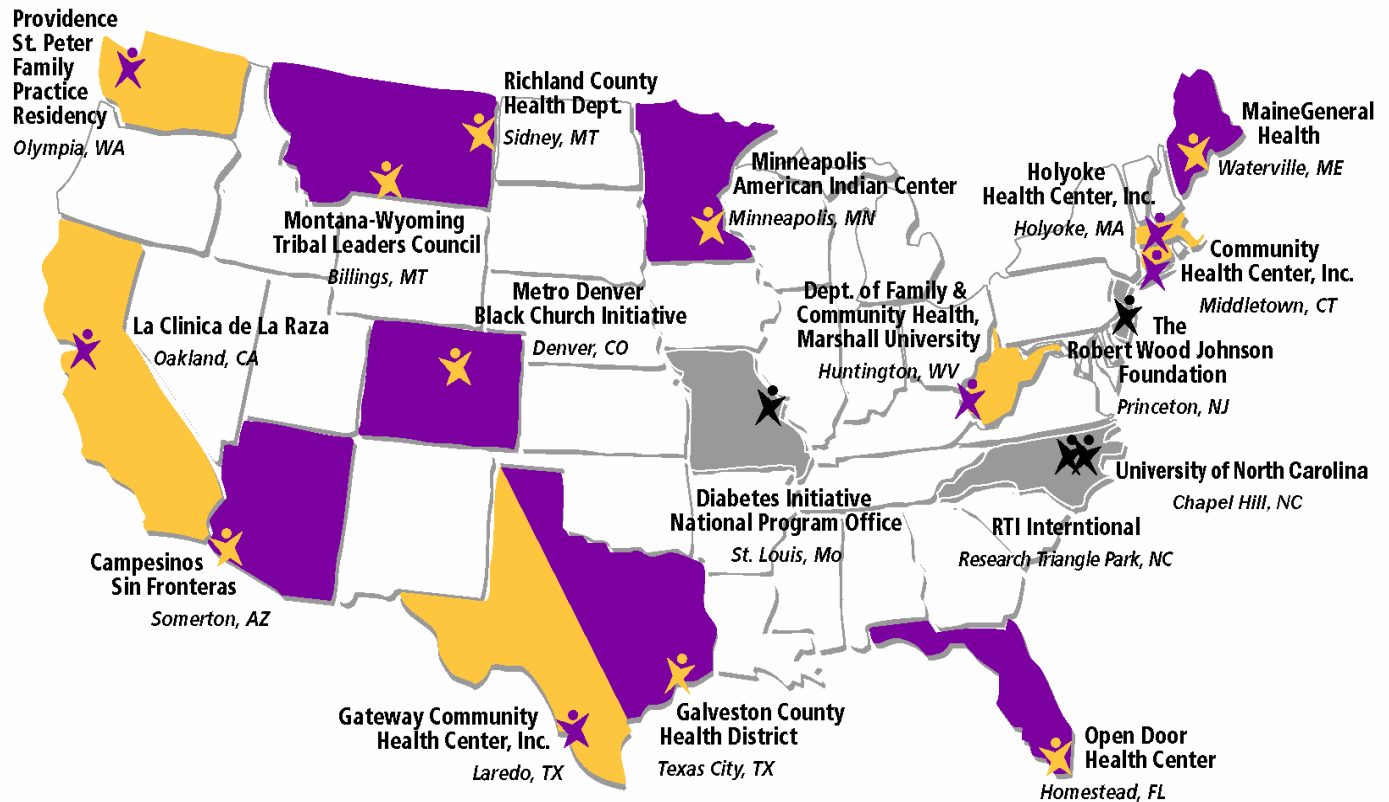 Providence
St. Peter
Family
Practice
Residency
Olympia, WA
Richland County
Health Dept.
Sidney, MT
Montana-Wyoming
Tribal Leaders Council
Billings, MT
Minneapolis
American Indian Center
Minneapolis, MN
MaineGeneral
Health
Waterville, ME
Holyoke
Health Center, Inc.
Holyoke, MA
Community
Health Center, Inc.
Middletown, CT
La Clinica de La Raza
Oakland, CA
Metro Denver
Black Church Initiative
Denver, CO
Dept. of Family &
Community Health,
Marshall University
Huntington, WV
The
Robert Wood Johnson
Foundation
Princeton, NJ
University of North Carolina
Chapel Hill, NC
Diabetes Initiative
National Program Office
St. Louis, Mo
RTI Interntional
Research Triangle Park, NC
Campesinos
Sin Fronteras
Somerton, AZ
Gateway Community
Health Center, Inc.
Laredo, TX
Galveston County
Health District
Texas City, TX
Open Door
Health Center
Homestead, FL